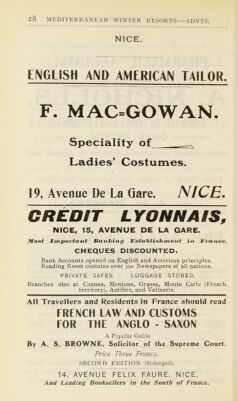 28 MEDITERRANEAN WINTER RESORTS—ADVTS.
NICE.
ENGLISH AND AMERICAN TAILOR.
F. MAC=GOWAN.
Speciality of
Ladies' Costumes.
19, Avenue De La Gare. NICE.
CRÉDIT LYONNAIS,
NICE, 15, AVENUE DE LA GARE.
Most Important Banking Establishment in France.
CHEQUES DISCOUNTED.
Bank Accounts opened on English and American principles.
Reading Room contains over 300 Newspapers of all nations.
PRIVATE SAFES. LUGGAGE STORED.
Branches also at Cannes, Mentone, Grasse, Monte Carlo (French
territory), Antibes, and Vallauris.
All Travellers and Residents in France should read
FRENCH LAW AND CUSTOMS
FOR THE ANGLO - SAXON
A Popular Guide
By A. S. BROWNE, Solicitor of the Supreme Court.
Price Three Francs.
SECOND EDITION (Enlarged).
14, AVENUE FELIX FAURE, NICE.
And Leading Booksellers in the South of France.